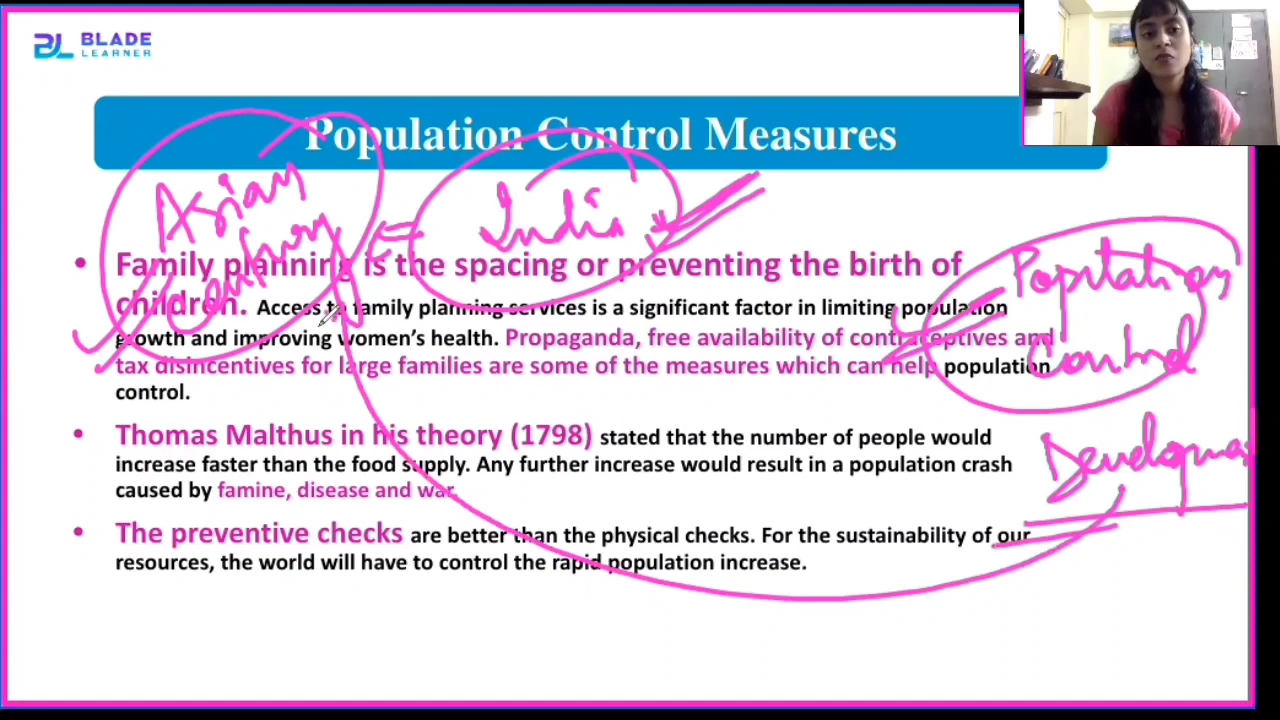 BLADE
LEARNER
Population Control Measures
Asian
Century
= India
Population
Control
• Family planning is the spacing or preventing the birth of
children. Access to family planning services is a significant factor in limiting population
growth and improving women's health. Propaganda, free availability of contraceptives and
tax disincentives for large families are some of the measures which can help population
control.
• Thomas Malthus in his theory (1798) stated that the number of people would
increase faster than the food supply. Any further increase would result in a population crash
caused by famine, disease and war.
Developmen
• The preventive checks are better than the physical checks. For the sustainability of our
resources, the world will have to control the rapid population increase.